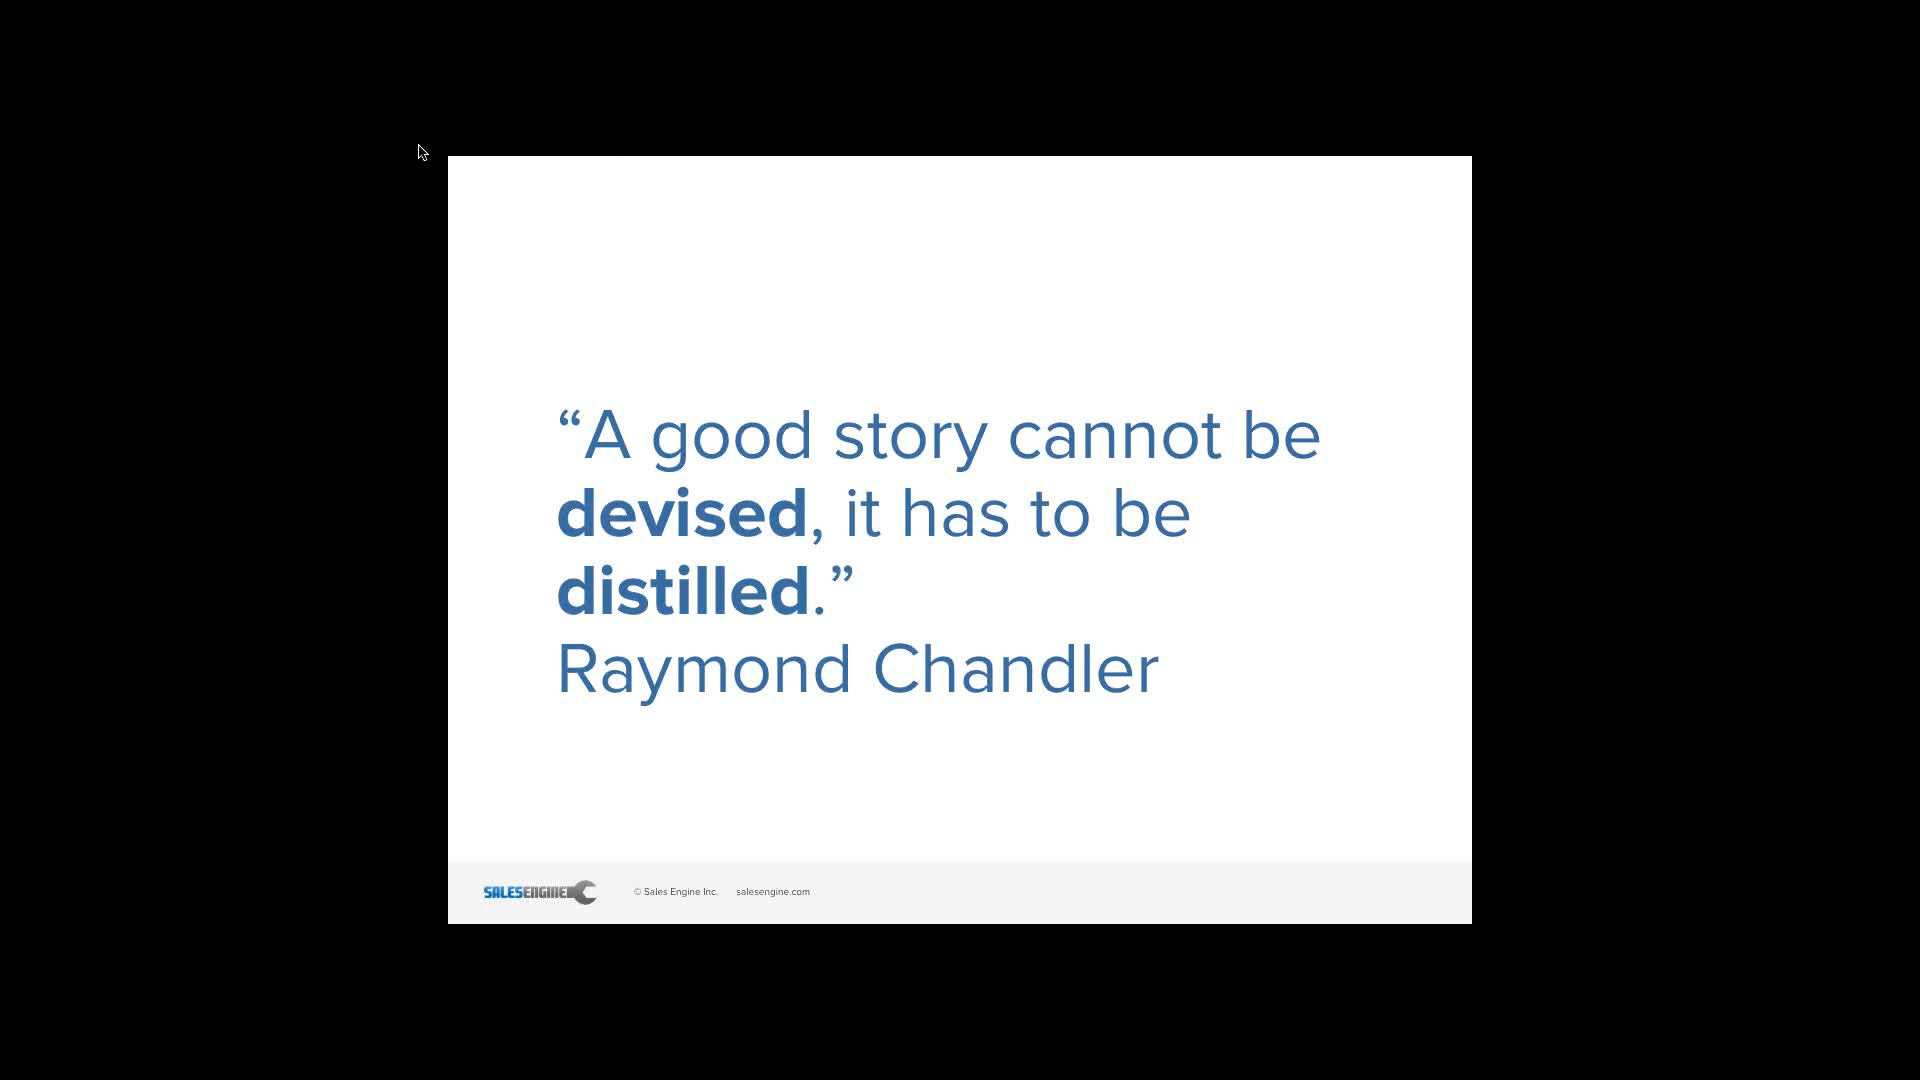 “A good story cannot be
devised, it has to be
distilled.”
Raymond Chandler
SALESENGINE © Sales Engine Inc. salesengine.com